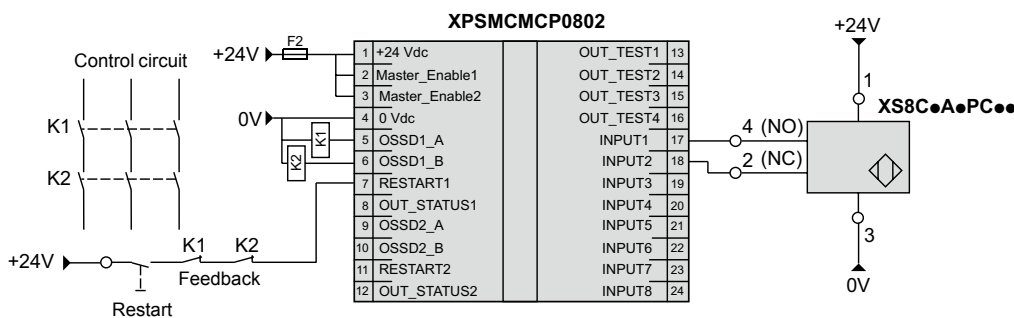 XPSMCMCP0802
+24V
F2
1 +24 Vdc
2 Master_Enable1
3 Master_Enable2
4 0 Vdc
5 OSSD1_A
6 OSSD1_B
7 RESTART1
8 OUT_STATUS1
9 OSSD2_A
10 OSSD2_B
11 RESTART2
12 OUT_STATUS2
OUT_TEST1 13
OUT_TEST2 14
OUT_TEST3 15
OUT_TEST4 16
INPUT1 17
INPUT2 18
INPUT3 19
INPUT4 20
INPUT5 21
INPUT6 22
INPUT7 23
INPUT8 24
Control circuit
K1
K2
0V
K1
K2
+24V
K1
K2
Feedback
Restart
+24V
1
XS8C●A●PC●●
4 (NO)
2 (NC)
3
0V